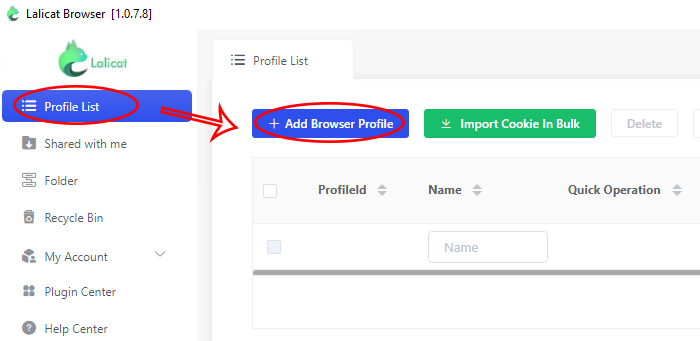 Lalicat Browser [1.0.7.8]
Lalicat
Profile List
Shared with me
Folder
Recycle Bin
My Account
Plugin Center
Help Center
Profile List
+ Add Browser Profile
Import Cookie In Bulk
Delete
ProfileId
Name
Quick Operation
Name